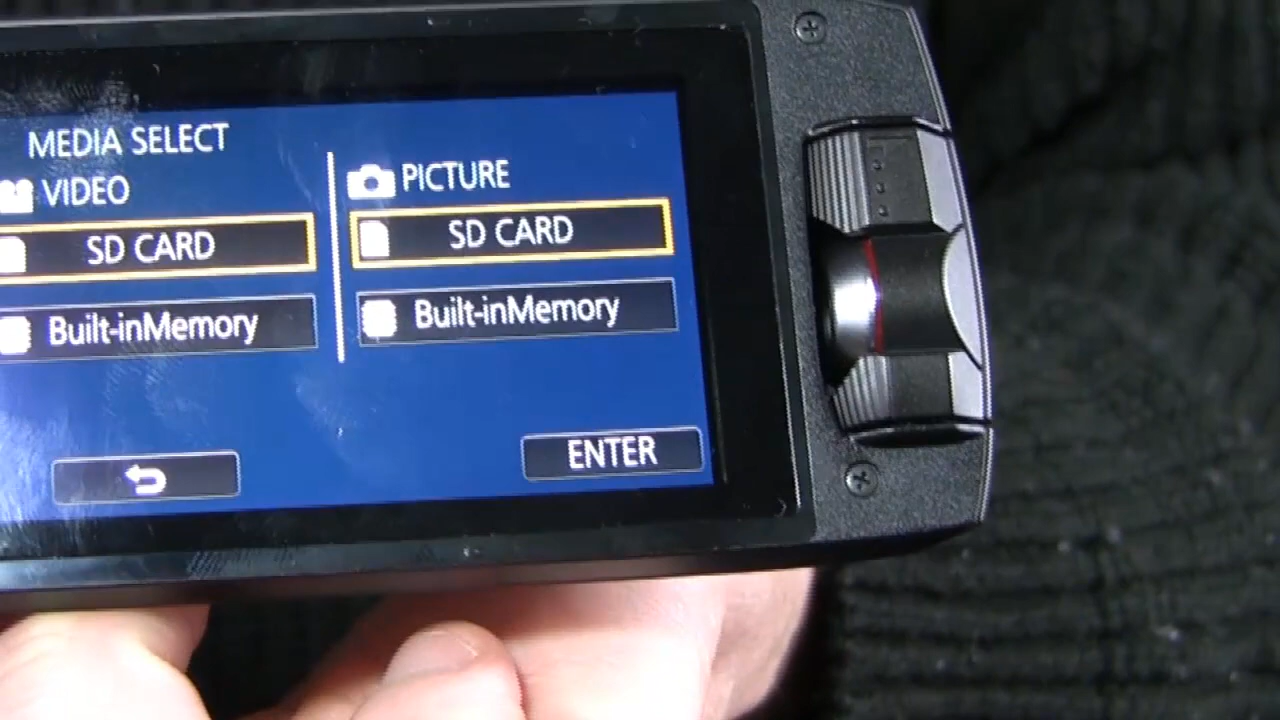 MEDIA SELECT
VIDEO
SD CARD
Built-inMemory
PICTURE
SD CARD
Built-inMemory
ENTER